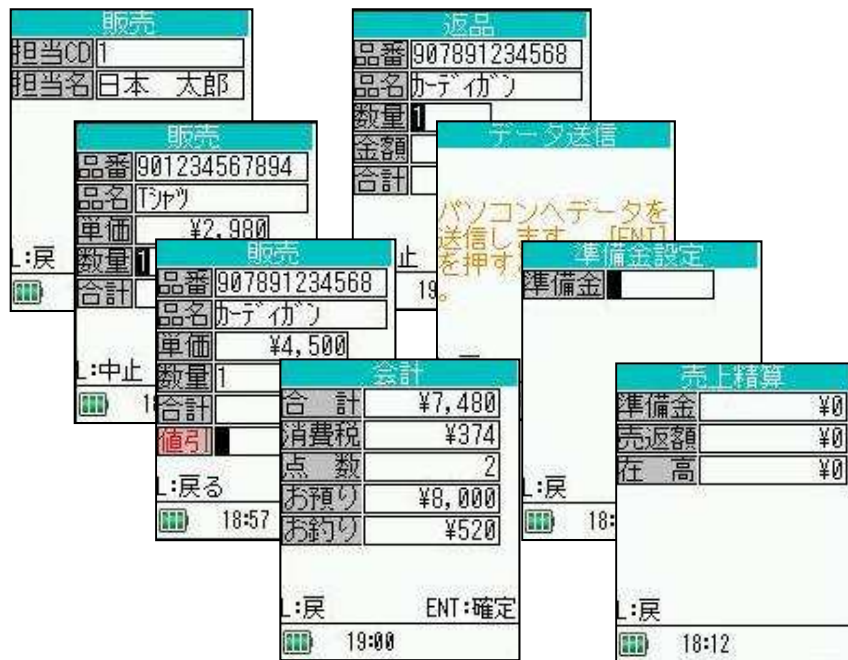 販売
担当CD 1
担当名 日本 太郎
L:戻
販売
品番 901234567894
品名 Tシャツ
単価 ¥2,980
数量 1
合計
L:中止
販売
品番 907891234568
品名 カーディガン
単価 ¥4,500
数量 1
合計
値引
L:戻る
18:57
返品
品番 907891234568
品名 カーディガン
数量 1
金額
合計
止
データ送信
パソコンへデータを
送信します。 [ENT]
を押す
。
会計
合 計 ¥7,480
消費税 ¥374
点 数 2
お預り ¥8,000
お釣り ¥520
L:戻 ENT:確定
19:00
準備金設定
準備金
L:戻
18:
売上精算
準備金 ¥0
売返額 ¥0
在 高 ¥0
L:戻
18:12